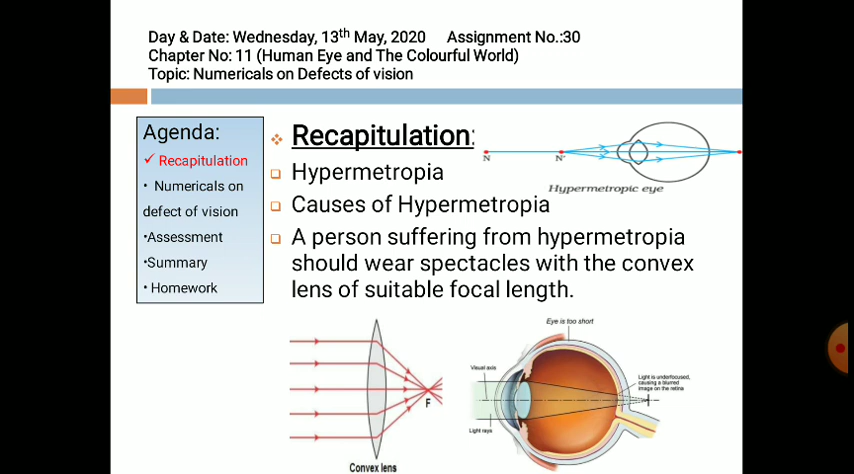 Day & Date: Wednesday, 13th May, 2020 Assignment No.:30
Chapter No: 11 (Human Eye and The Colourful World)
Topic: Numericals on Defects of vision
Agenda:
✓ Recapitulation
• Numericals on
defect of vision
•Assessment
•Summary
• Homework
❖ Recapitulation:
❑ Hypermetropia
❑ Causes of Hypermetropia
❑ A person suffering from hypermetropia
should wear spectacles with the convex
lens of suitable focal length.
N
N'
Hypermetropic eye
F
Convex lens
Eye is too short
Visual axis
Light rays
Light is underfocused,
causing a blurred
image on the retina